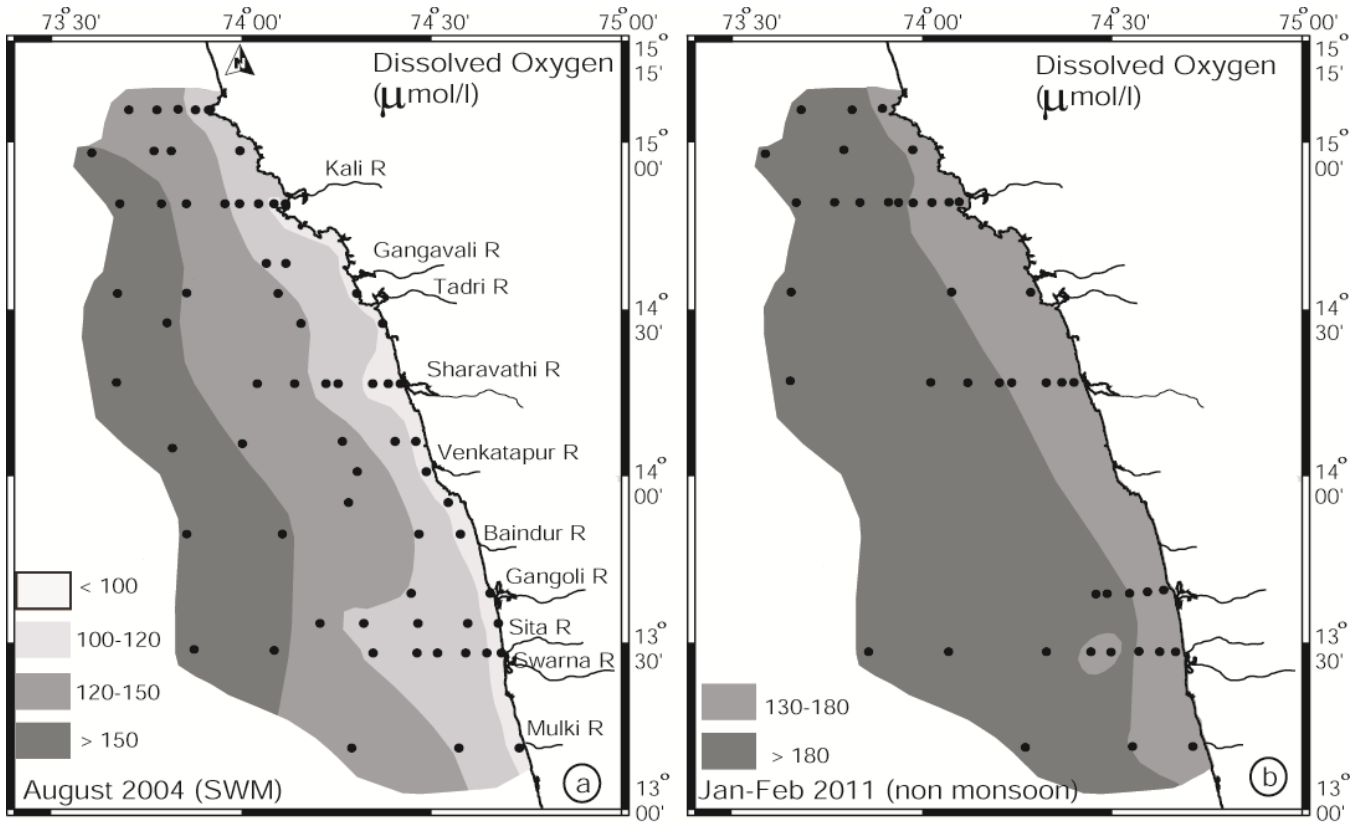 73°30' 74°00' 74°30' 75°00'
N
Dissolved Oxygen
(µmol/l)
15°
15'
15°
00'
Kali R
Gangavali R
Tadri R
14°
30'
Sharavathi R
Venkatapur R
14°
00'
Baindur R
Gangoli R
Sita R
Swarna R
13°
30'
Mulki R
13°
00'
< 100
100-120
120-150
> 150
August 2004 (SWM)
a
73°30' 74°00' 74°30' 75°00'
Dissolved Oxygen
(µmol/l)
15°
15'
15°
00'
14°
30'
14°
00'
13°
30'
13°
00'
130-180
> 180
Jan-Feb 2011 (non monsoon)
b